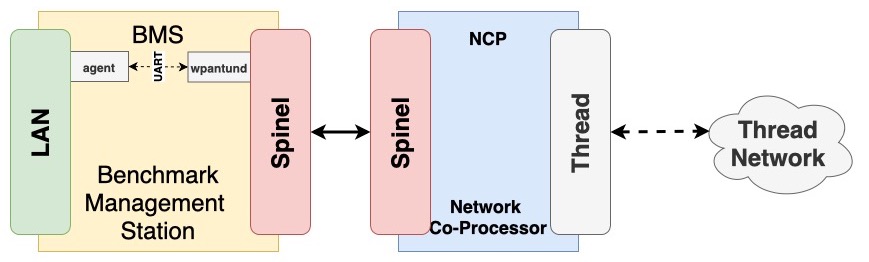 BMS
NCP
LAN
agent
UART
wpantund
Spinel
Spinel
Thread
Thread
Network
Benchmark
Management
Station
Network
Co-Processor